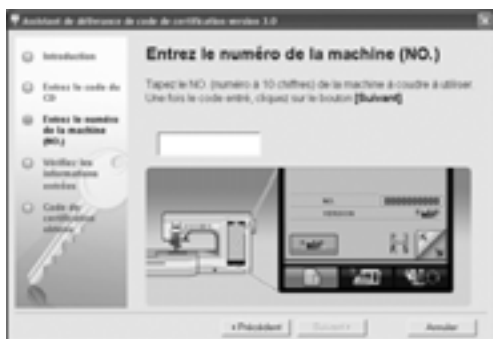 Assistant de délivrance de code de certification version 3.0
Introduction
Entrez le code du
CD
Entrez le numéro
de la machine
(NO.)
Vérifiez les
informations
entrées
Code de
certification
obtenu
Entrez le numéro de la machine (NO.)
Tapez le NO. (numéro à 10 chiffres) de la machine à coudre à utiliser.
Une fois le code entré, cliquez sur le bouton [Suivant].
NO.
VERSION
< Précédent
Suivant >
Annuler